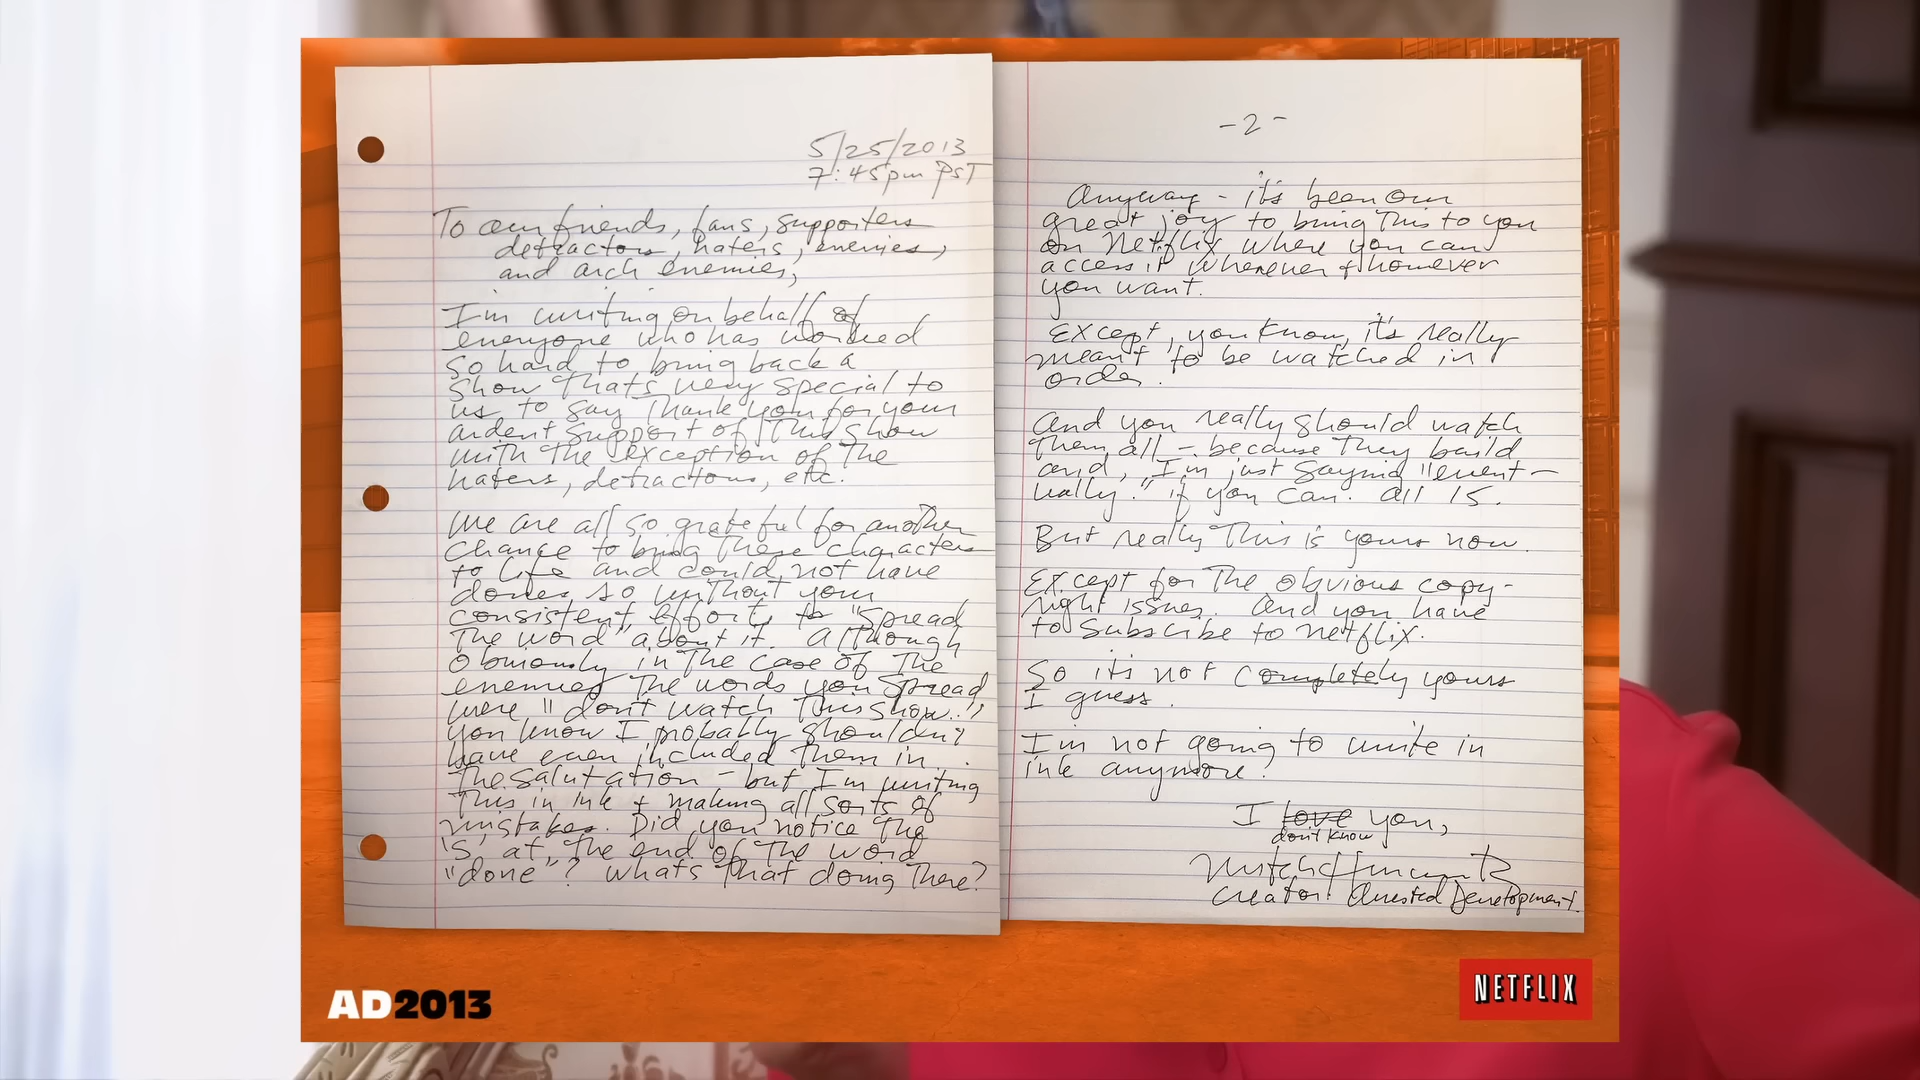 5/25/2013
7:45pm PST
To our friends, fans, supporters
detractors, haters, enemies,
and arch enemies,
I'm writing on behalf of
everyone who has worked
so hard to bring back a
show thats very special to
us, to say Thank you for your
ardent support of This show
with The exception of The
haters, detractors, etc.
We are all so grateful for another
chance to bring These characters
to life and could not have
dones so without your
consistent effort to "spread
The word" about it. Although
obviously in The case of The
enemies The words you spread
were "don't watch This show."
you know I probably shouldn't
have even included Them in
The salutation - but I'm writing
This in ink + making all sorts of
mistakes. Did you notice The
'S' at The end of The word
"done"? Whats That doing There?
-2-
Anyway - it's been our
great joy to bring This to you
on Netflix where you can
access it whenever + however
you want.
Except, you know, it's really
meant to be watched in
order.
And you really should watch
Them all - because They build
and, I'm just saying "event-
ually." if you can. All 15.
But really This is yours now.
Except for The obvious copy-
right issues. And you have
to subscribe to Netflix.
So it's not completely yours
I guess.
I'm not going to write in
ink anymore.
I love you,
don't know
Mitch Hurwitz
Creator: Arrested Development.
AD2013
NETFLIX